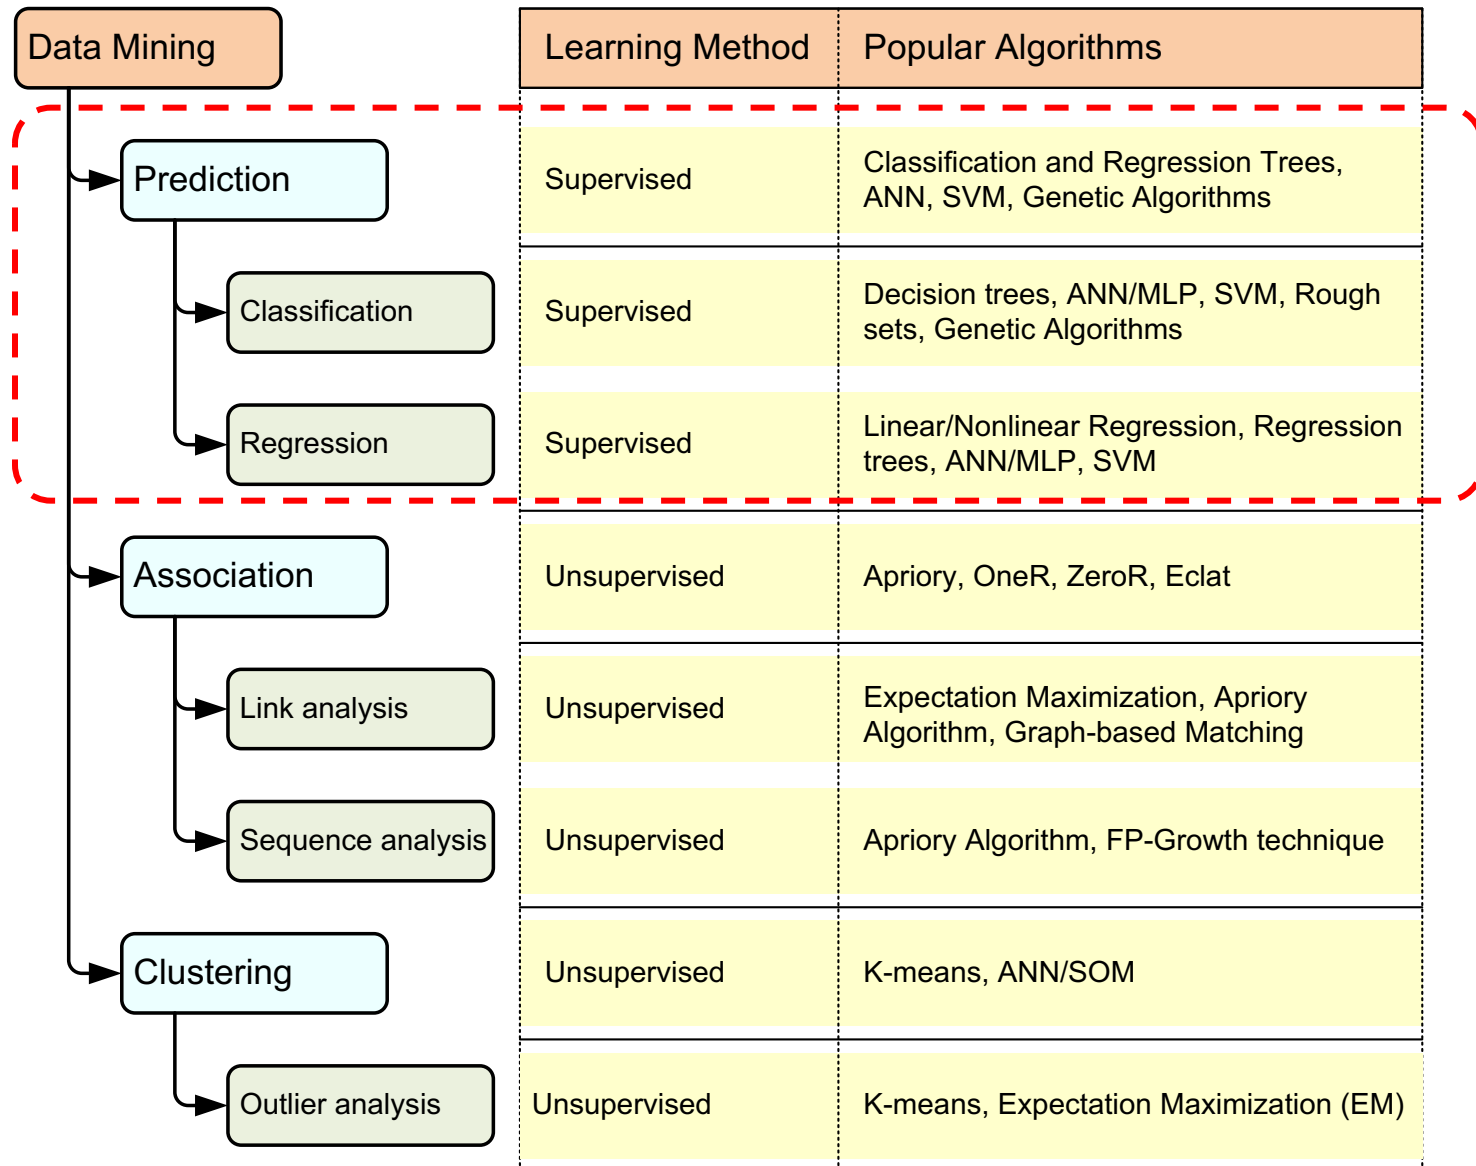 Data Mining
Learning Method
Popular Algorithms
Prediction
Supervised
Classification and Regression Trees,
ANN, SVM, Genetic Algorithms
Classification
Supervised
Decision trees, ANN/MLP, SVM, Rough
sets, Genetic Algorithms
Regression
Supervised
Linear/Nonlinear Regression, Regression
trees, ANN/MLP, SVM
Association
Unsupervised
Apriory, OneR, ZeroR, Eclat
Link analysis
Unsupervised
Expectation Maximization, Apriory
Algorithm, Graph-based Matching
Sequence analysis
Unsupervised
Apriory Algorithm, FP-Growth technique
Clustering
Unsupervised
K-means, ANN/SOM
Outlier analysis
Unsupervised
K-means, Expectation Maximization (EM)